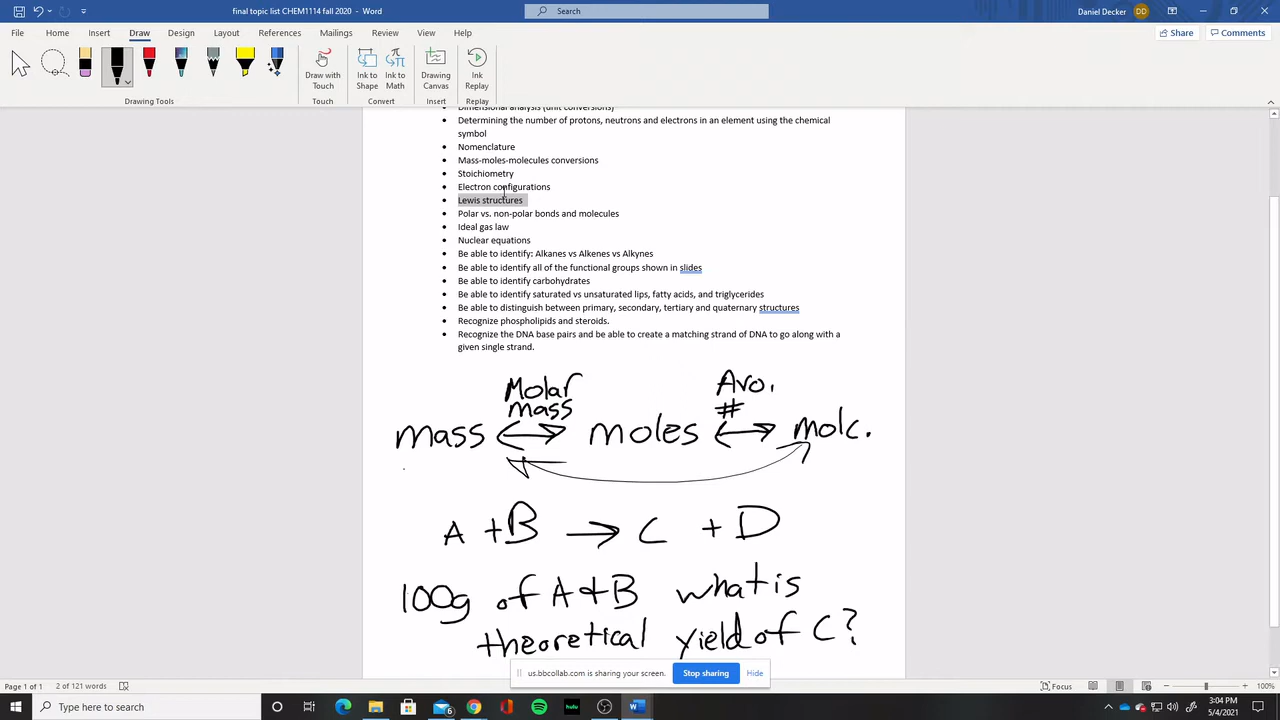 final topic list CHEM1114 fall 2020 - Word
Search
Daniel Decker
File Home Insert Draw Design Layout References Mailings Review View Help
Share Comments
Draw with Touch
Ink to Shape
Ink to Math
Drawing Canvas
Ink Replay
Drawing Tools Touch Convert Insert Replay
Dimensional analysis (unit conversions)
Determining the number of protons, neutrons and electrons in an element using the chemical
symbol
Nomenclature
Mass-moles-molecules conversions
Stoichiometry
Electron configurations
Lewis structures
Polar vs. non-polar bonds and molecules
Ideal gas law
Nuclear equations
Be able to identify: Alkanes vs Alkenes vs Alkynes
Be able to identify all of the functional groups shown in slides
Be able to identify carbohydrates
Be able to identify saturated vs unsaturated lips, fatty acids, and triglycerides
Be able to distinguish between primary, secondary, tertiary and quaternary structures
Recognize phospholipids and steroids.
Recognize the DNA base pairs and be able to create a matching strand of DNA to go along with a
given single strand.
Molar Avo.
mass #
mass moles molc.
A + B → C + D
100g of A + B what is
theoretical yield of C?
us.bbcollab.com is sharing your screen. Stop sharing Hide
Page 1 of 1 2 of 121 words Focus 100%
Type here to search
hulu
6
3:04 PM
5/4/2021